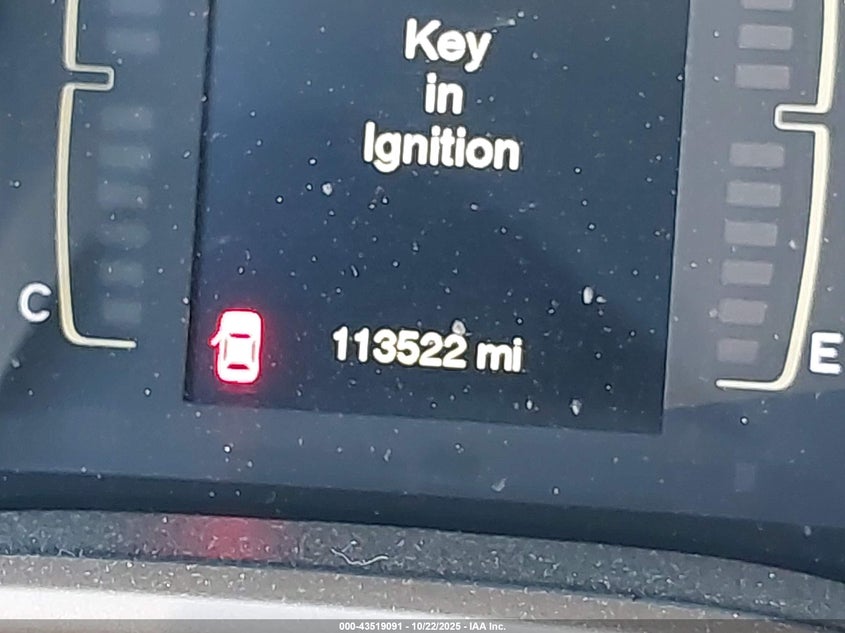 Key
in
Ignition
C
113522 mi
E
000-43519091 - 10/22/2025 - IAA Inc.